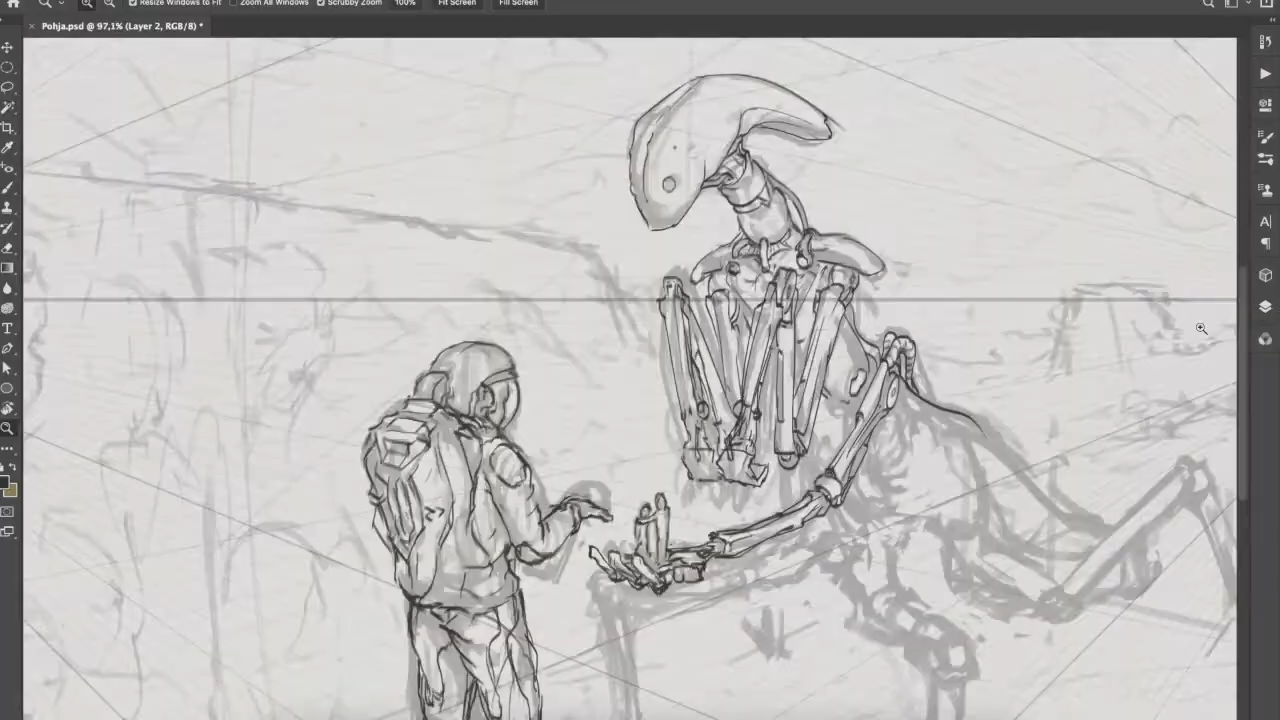 Resize Windows to Fit
Zoom All Windows
Scrubby Zoom
100%
Fit Screen
Fill Screen
Pohja.psd @ 97,1% (Layer 2, RGB/8) *